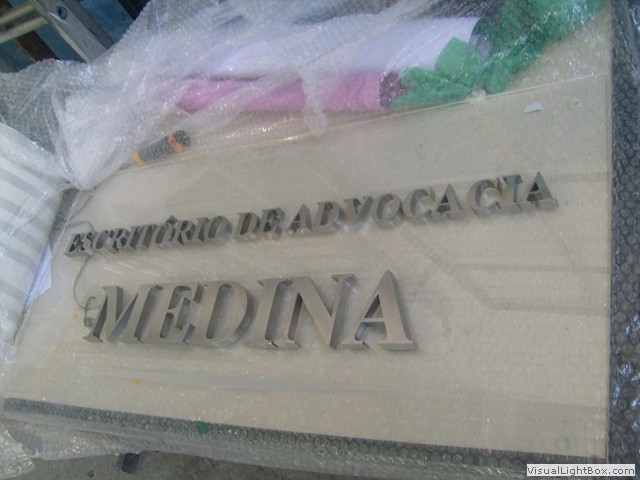 ESCRITÓRIO DE ADVOCACIA
MEDINA
VisualLightBox.com